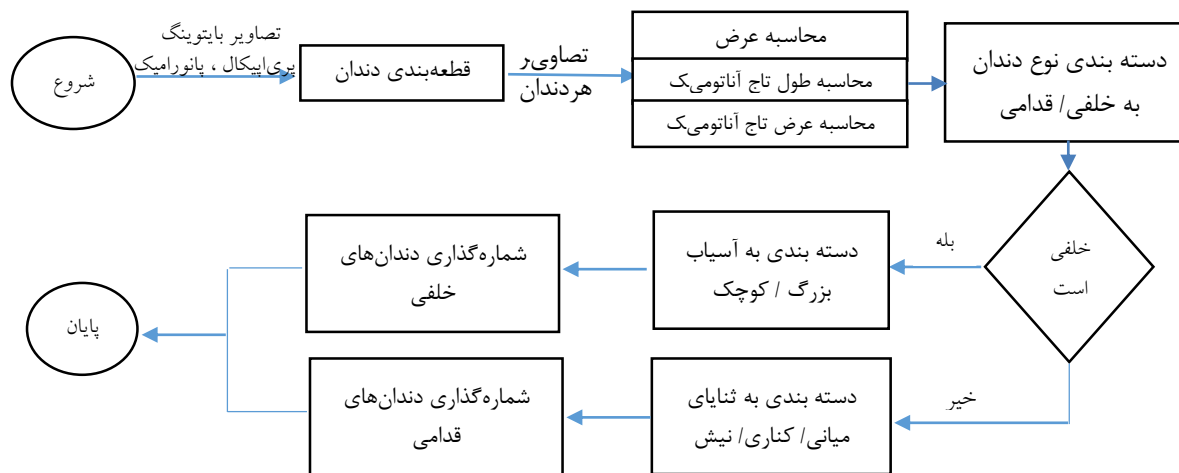 شروع
تصاویر بایتوینگ
پری‌اپیکال ، پانورامیک
قطعه‌بندی دندان
تصاویر
هردندان
محاسبه عرض
محاسبه طول تاج آناتومیک
محاسبه عرض تاج آناتومیک
دسته بندی نوع دندان
به خلفی/ قدامی
خلفی
است
بله
دسته بندی به آسیاب
بزرگ / کوچک
شماره‌گذاری دندان‌های
خلفی
خیر
دسته بندی به ثنایای
میانی/ کناری/ نیش
شماره‌گذاری دندان‌های
قدامی
پایان